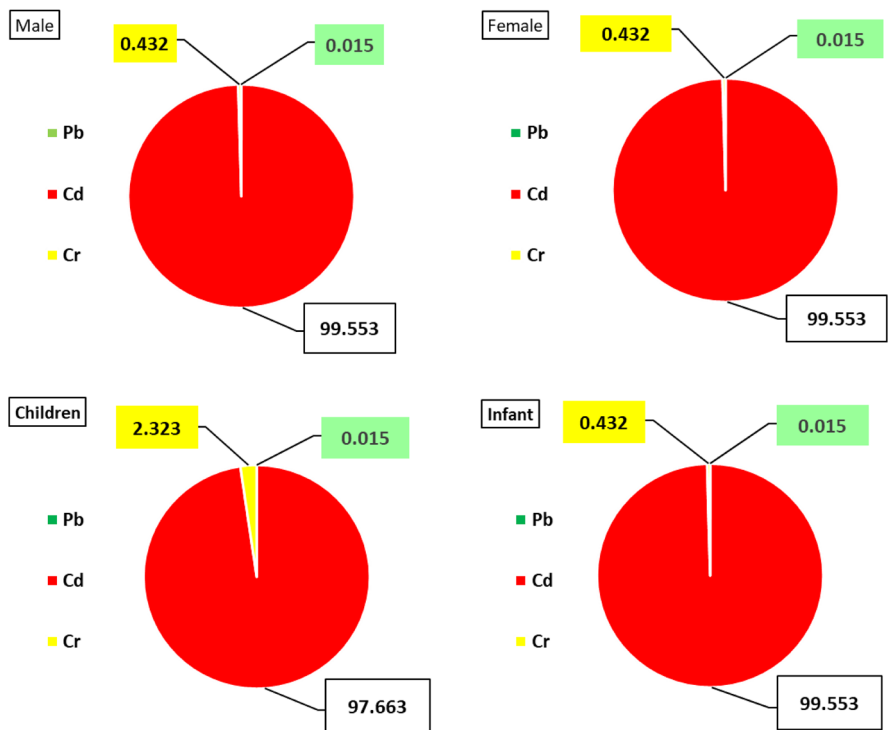 Male
0.432
0.015
Pb
Cd
Cr
99.553
Female
0.432
0.015
Pb
Cd
Cr
99.553
Children
2.323
0.015
Pb
Cd
Cr
97.663
Infant
0.432
0.015
Pb
Cd
Cr
99.553